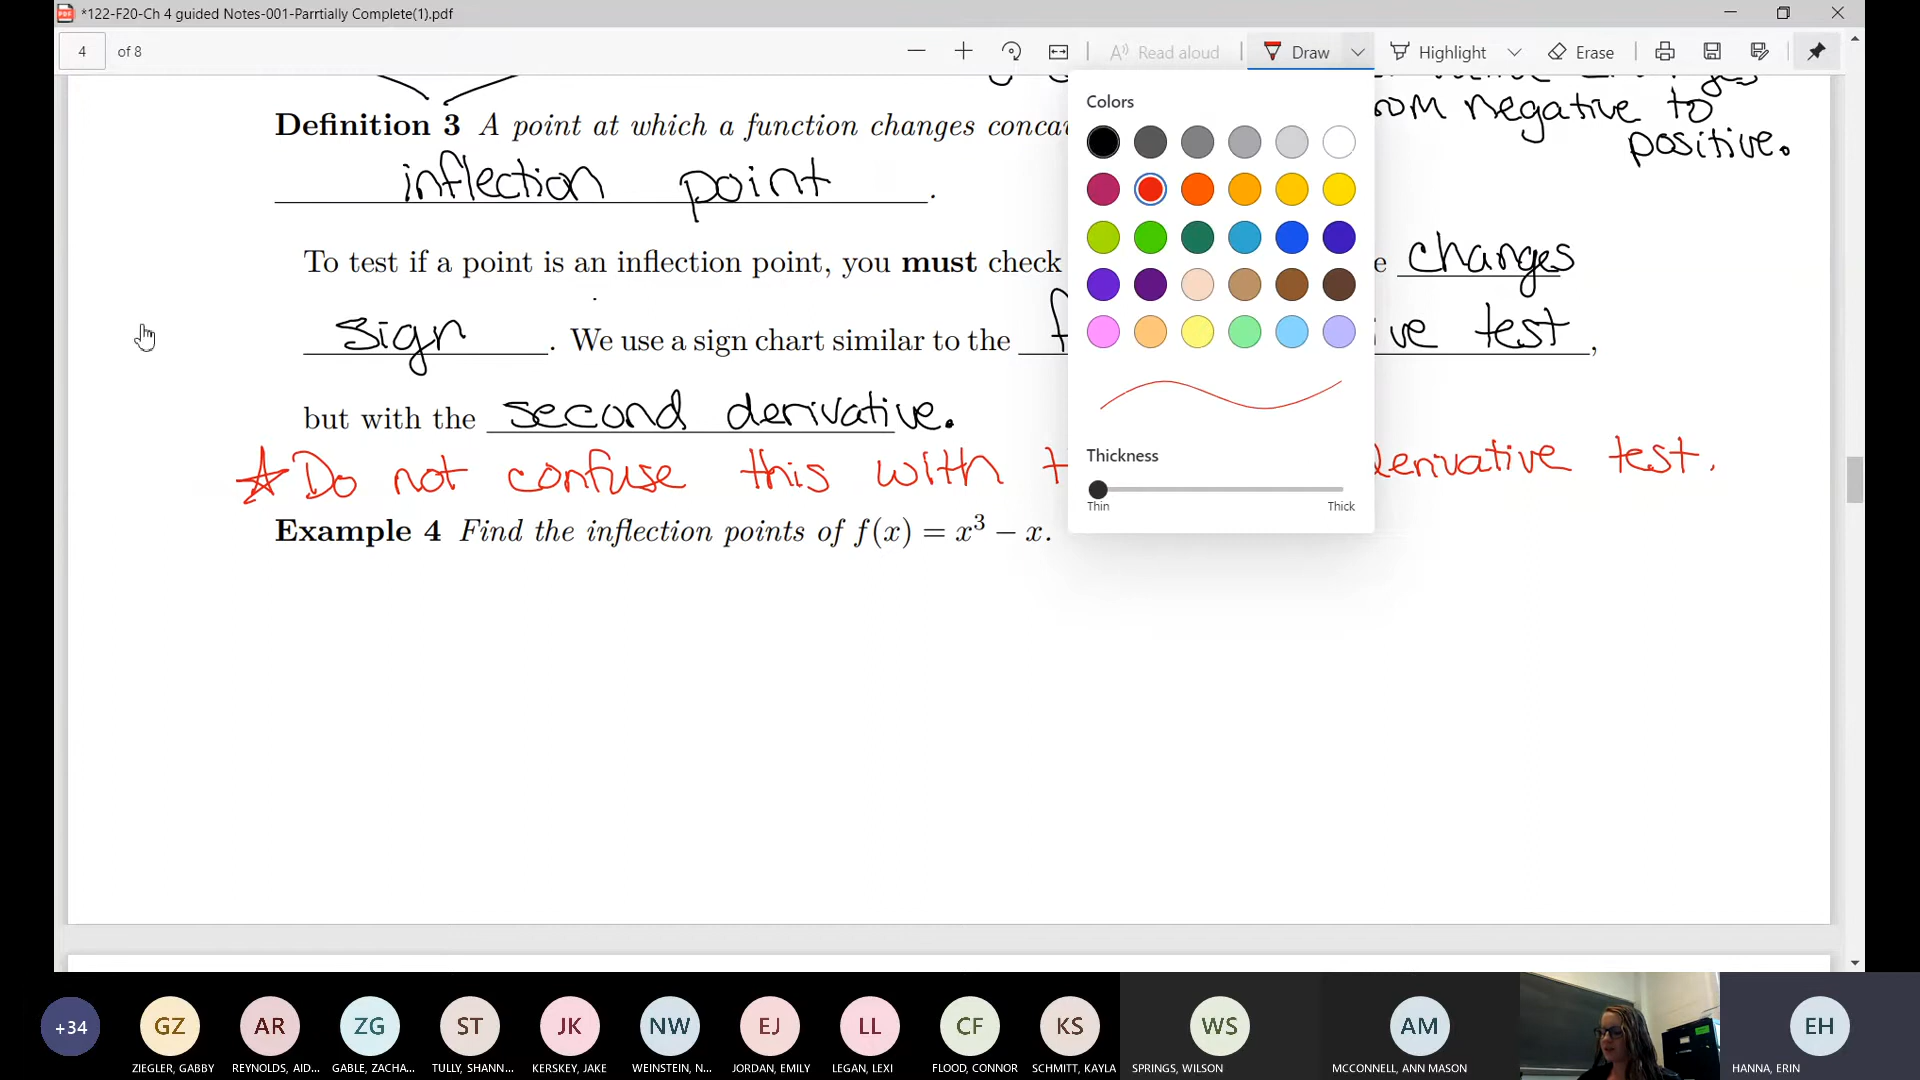 *122-F20-Ch 4 guided Notes-001-Parrtially Complete(1).pdf
4 of 8 Read aloud Draw Highlight Erase
Colors
from negative to
positive.
Definition 3 A point at which a function changes
inflection point.
To test if a point is an inflection point, you must check changes
sign. We use a sign chart similar to the test,
but with the second derivative.
Do not confuse this with derivative test.
Thickness
Thin Thick
Example 4 Find the inflection points of f(x) = x³ − x.
+34 GZ AR ZG ST JK NW EJ LL CF KS WS AM EH
ZIEGLER, GABBY REYNOLDS, AID... GABLE, ZACHA... TULLY, SHANN... KERSKEY, JAKE WEINSTEIN, N... JORDAN, EMILY LEGAN, LEXI FLOOD, CONNOR SCHMITT, KAYLA SPRINGS, WILSON MCCONNELL, ANN MASON HANNA, ERIN